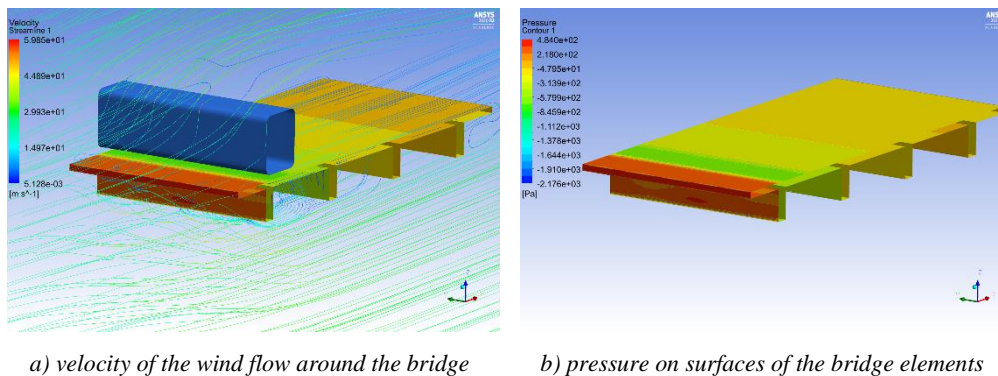 Velocity
Streamline 1
5.985e+01
4.489e+01
2.993e+01
1.497e+01
5.128e-03
[m s^-1]
ANSYS
Z
a) velocity of the wind flow around the bridge
Pressure
Contour 1
4.840e+02
2.180e+02
-4.795e+01
-3.139e+02
-5.799e+02
-8.459e+02
-1.112e+03
-1.378e+03
-1.644e+03
-1.910e+03
-2.176e+03
[Pa]
ANSYS
Z
b) pressure on surfaces of the bridge elements